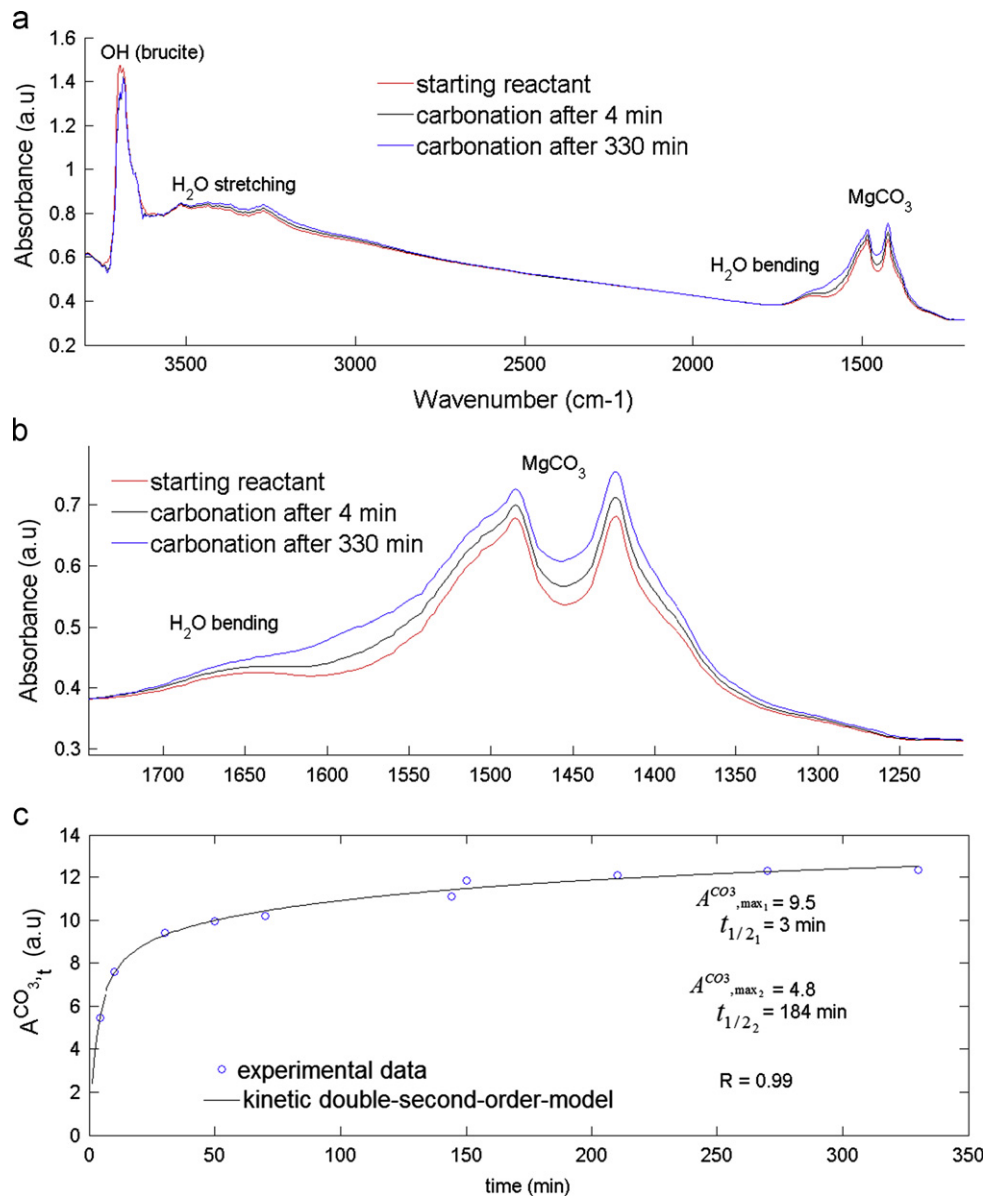 a
1.6
1.4
1.2
1
0.8
0.6
0.4
0.2
Absorbance (a.u)
OH (brucite)
starting reactant
carbonation after 4 min
carbonation after 330 min
H2O stretching
MgCO3
H2O bending
3500 3000 2500 2000 1500
Wavenumber (cm-1)
b
0.7
0.6
0.5
0.4
0.3
Absorbance (a.u)
MgCO3
starting reactant
carbonation after 4 min
carbonation after 330 min
H2O bending
1700 1650 1600 1550 1500 1450 1400 1350 1300 1250
c
14
12
10
8
6
4
2
0
A^CO3,t (a.u)
A^CO3,max1 = 9.5
t1/21 = 3 min
A^CO3,max2 = 4.8
t1/22 = 184 min
R = 0.99
experimental data
kinetic double-second-order-model
0 50 100 150 200 250 300 350
time (min)